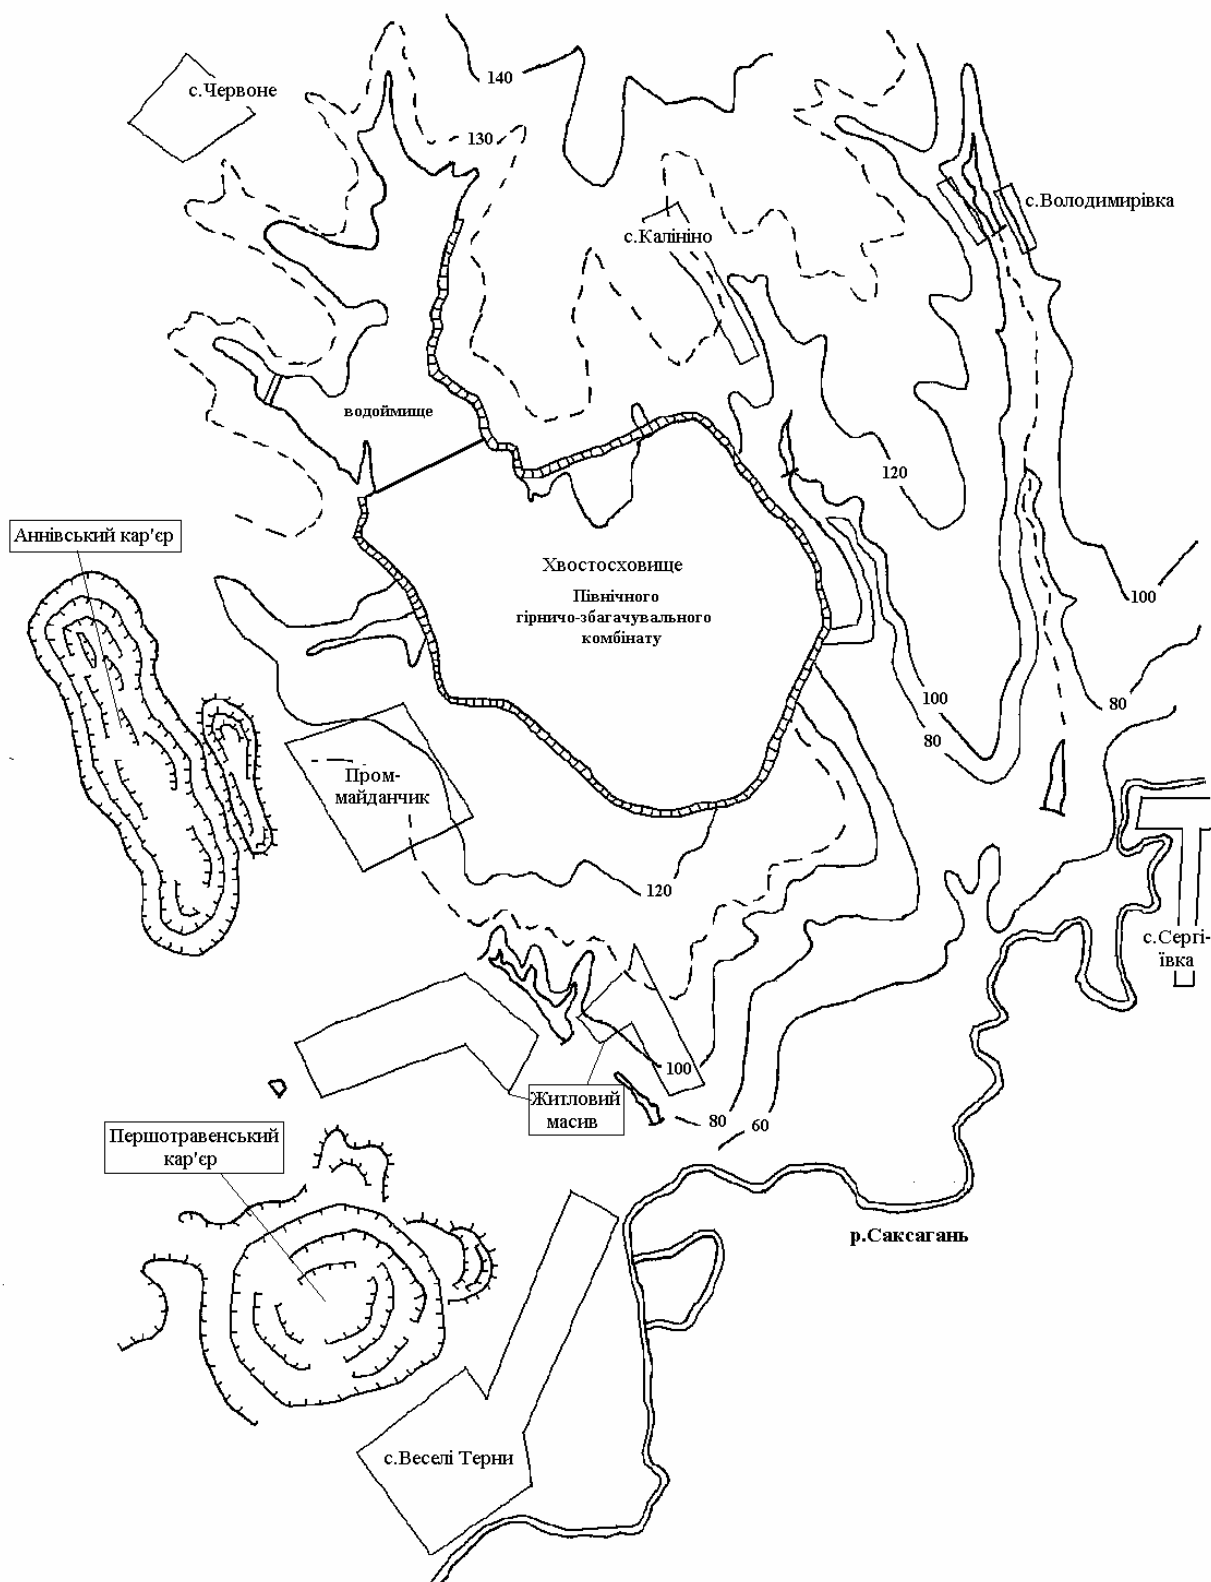 140
с.Червоне
130
с.Володимирівка
с.Калініно
водоймище
120
Аннівський кар'єр
Хвостосховище
Північного
гірничо-збагачувального
комбінату
100
100
80
80
Пром-
майданчик
120
с.Сергі-
ївка
100
Житловий
масив
80
60
Першотравенський
кар'єр
р.Саксагань
с.Веселі Терни